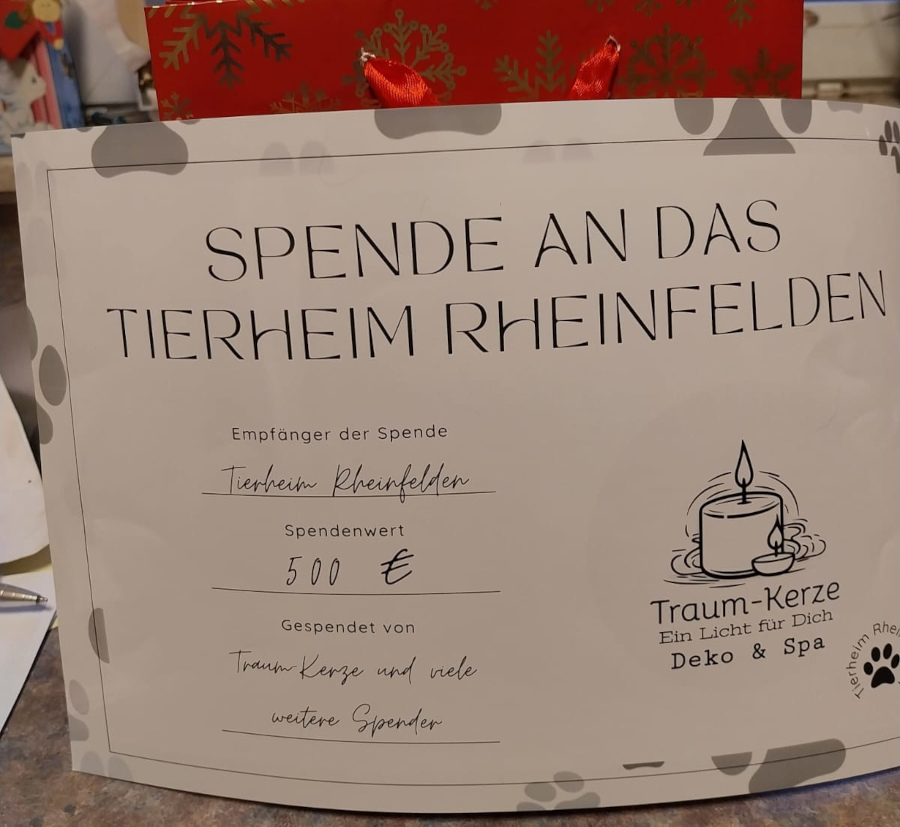 SPENDE AN DAS
TIERHEIM RHEINFELDEN
Empfänger der Spende
Tierheim Rheinfelden
Spendenwert
500 €
Gespendet von
Traum-Kerze und viele
weitere Spender
Traum-Kerze
Ein Licht für Dich
Deko & Spa
Tierheim